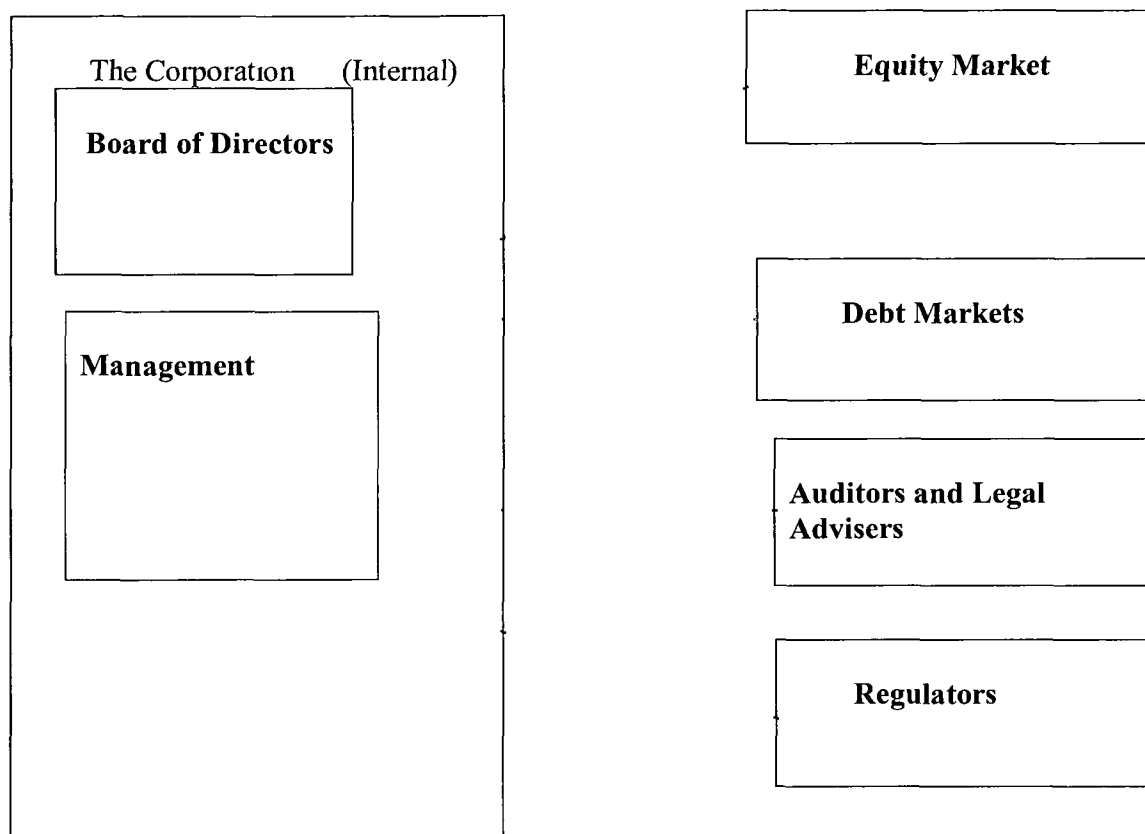 The Corporation (Internal)
Board of Directors
Management
Equity Market
Debt Markets
Auditors and Legal
Advisers
Regulators